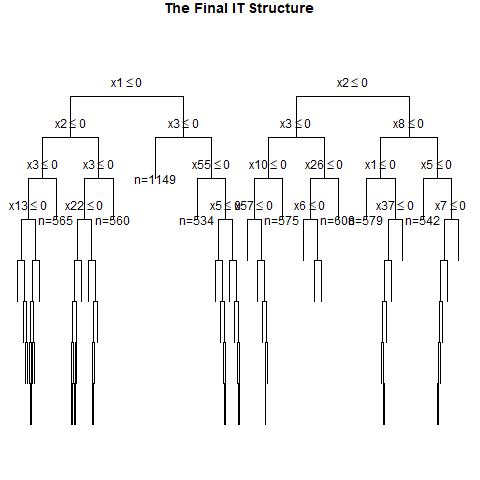 The Final IT Structure
x1 ≤ 0 x2 ≤ 0
x2 ≤ 0 x3 ≤ 0 x3 ≤ 0 x8 ≤ 0
x3 ≤ 0 x3 ≤ 0 n=1149 x55 ≤ 0 x10 ≤ 0 x26 ≤ 0 x1 ≤ 0 x5 ≤ 0
x13 ≤ 0 n=565 x22 ≤ 0 n=560 n=534 x5 ≤ 0 x57 ≤ 0 n=575 x6 ≤ 0 n=579 x37 ≤ 0 n=542 x7 ≤ 0